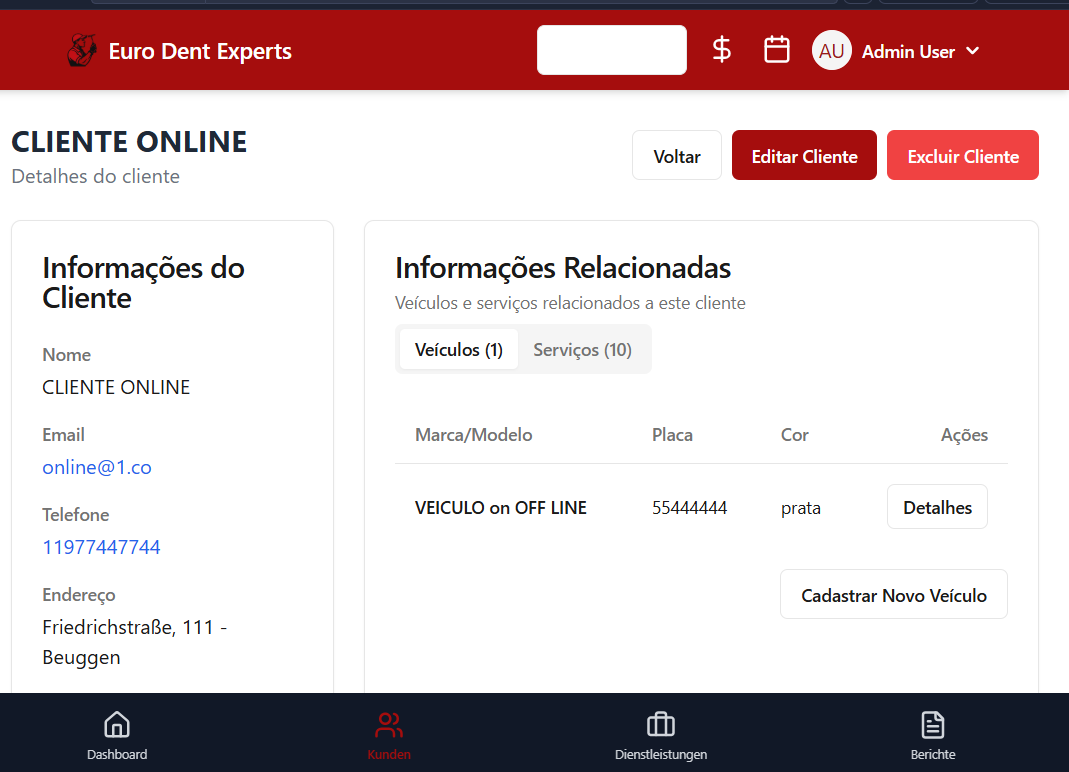 Euro Dent Experts
AU
Admin User
CLIENTE ONLINE
Detalhes do cliente
Voltar
Editar Cliente
Excluir Cliente
Informações do
Cliente
Nome
CLIENTE ONLINE
Email
online@1.co
Telefone
11977447744
Endereço
Friedrichstraße, 111 -
Beuggen
Informações Relacionadas
Veículos e serviços relacionados a este cliente
Veículos (1)
Serviços (10)
Marca/Modelo Placa Cor Ações
VEICULO on OFF LINE 55444444 prata Detalhes
Cadastrar Novo Veículo
Dashboard
Kunden
Dienstleistungen
Berichte